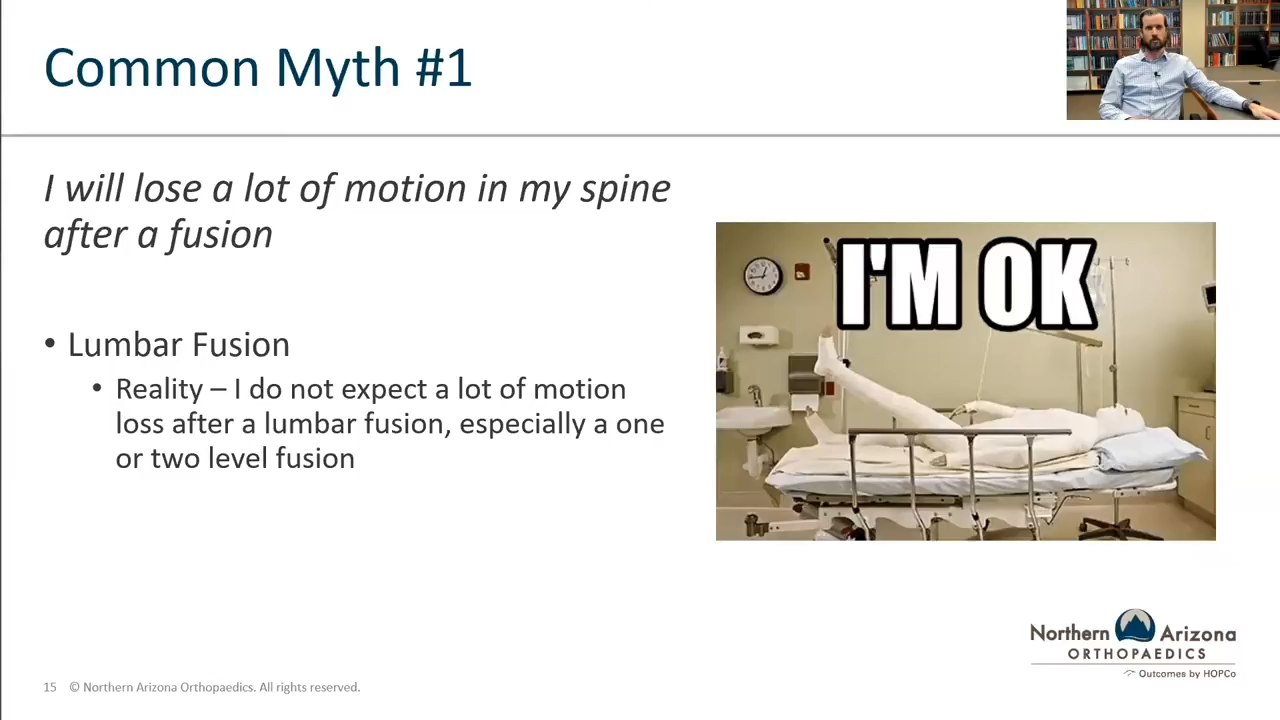 Common Myth #1
I will lose a lot of motion in my spine
after a fusion
• Lumbar Fusion
• Reality – I do not expect a lot of motion
loss after a lumbar fusion, especially a one
or two level fusion
I'M OK
Northern Arizona
ORTHOPAEDICS
Outcomes by HOPCo
15 © Northern Arizona Orthopaedics. All rights reserved.